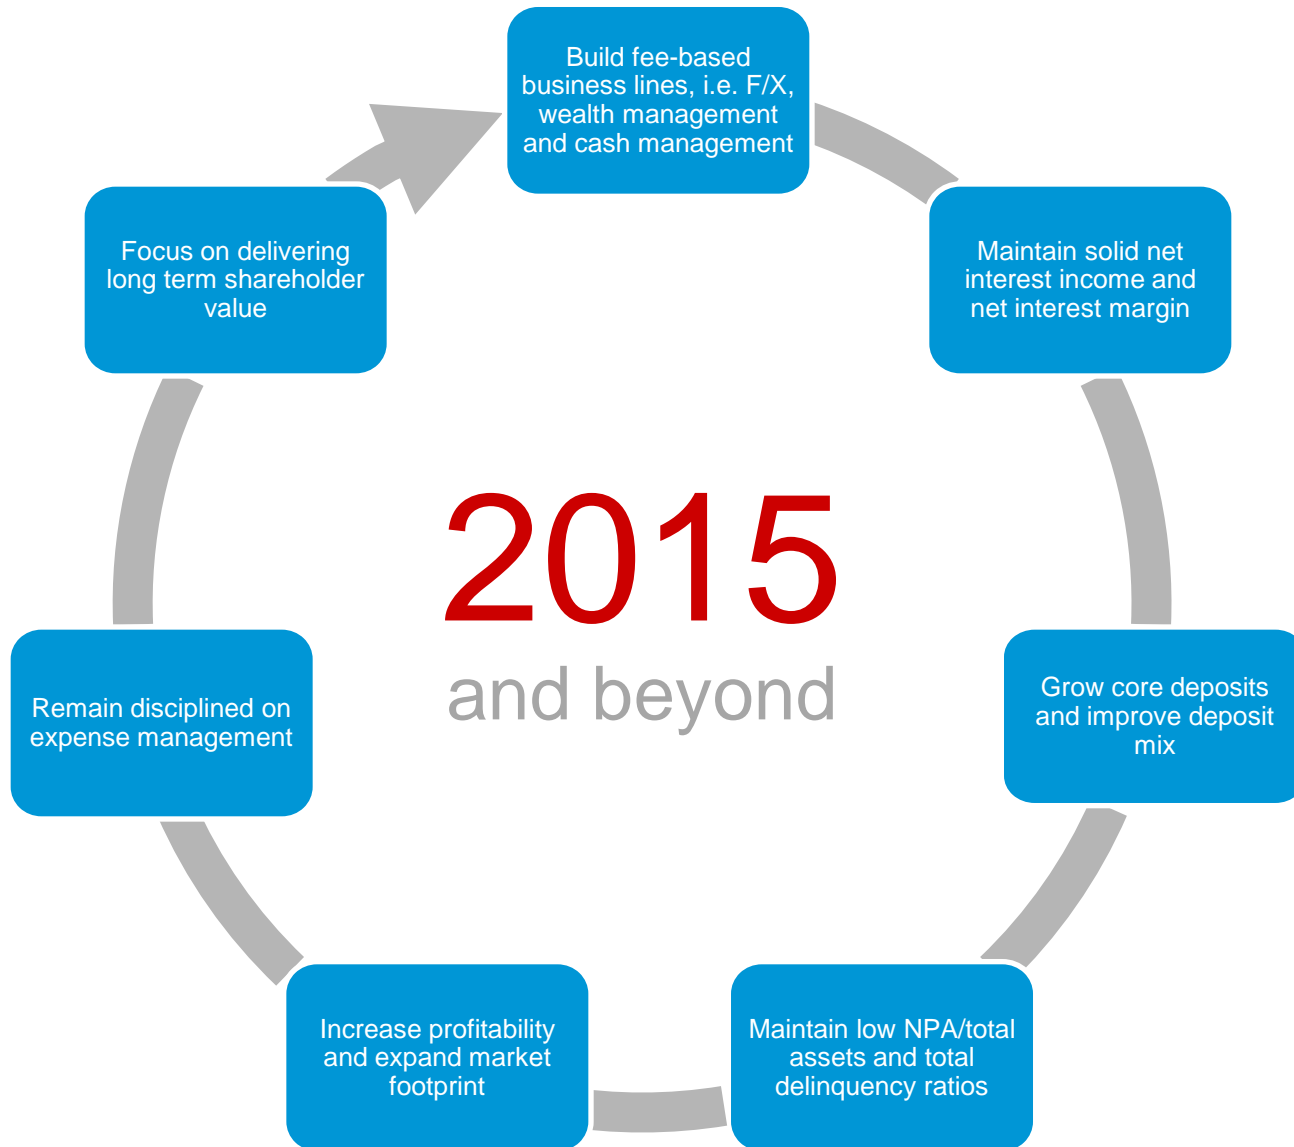 Build fee-based
business lines, i.e. F/X,
wealth management
and cash management
Maintain solid net
interest income and
net interest margin
Grow core deposits
and improve deposit
mix
Maintain low NPA/total
assets and total
delinquency ratios
Increase profitability
and expand market
footprint
Remain disciplined on
expense management
Focus on delivering
long term shareholder
value
2015
and beyond